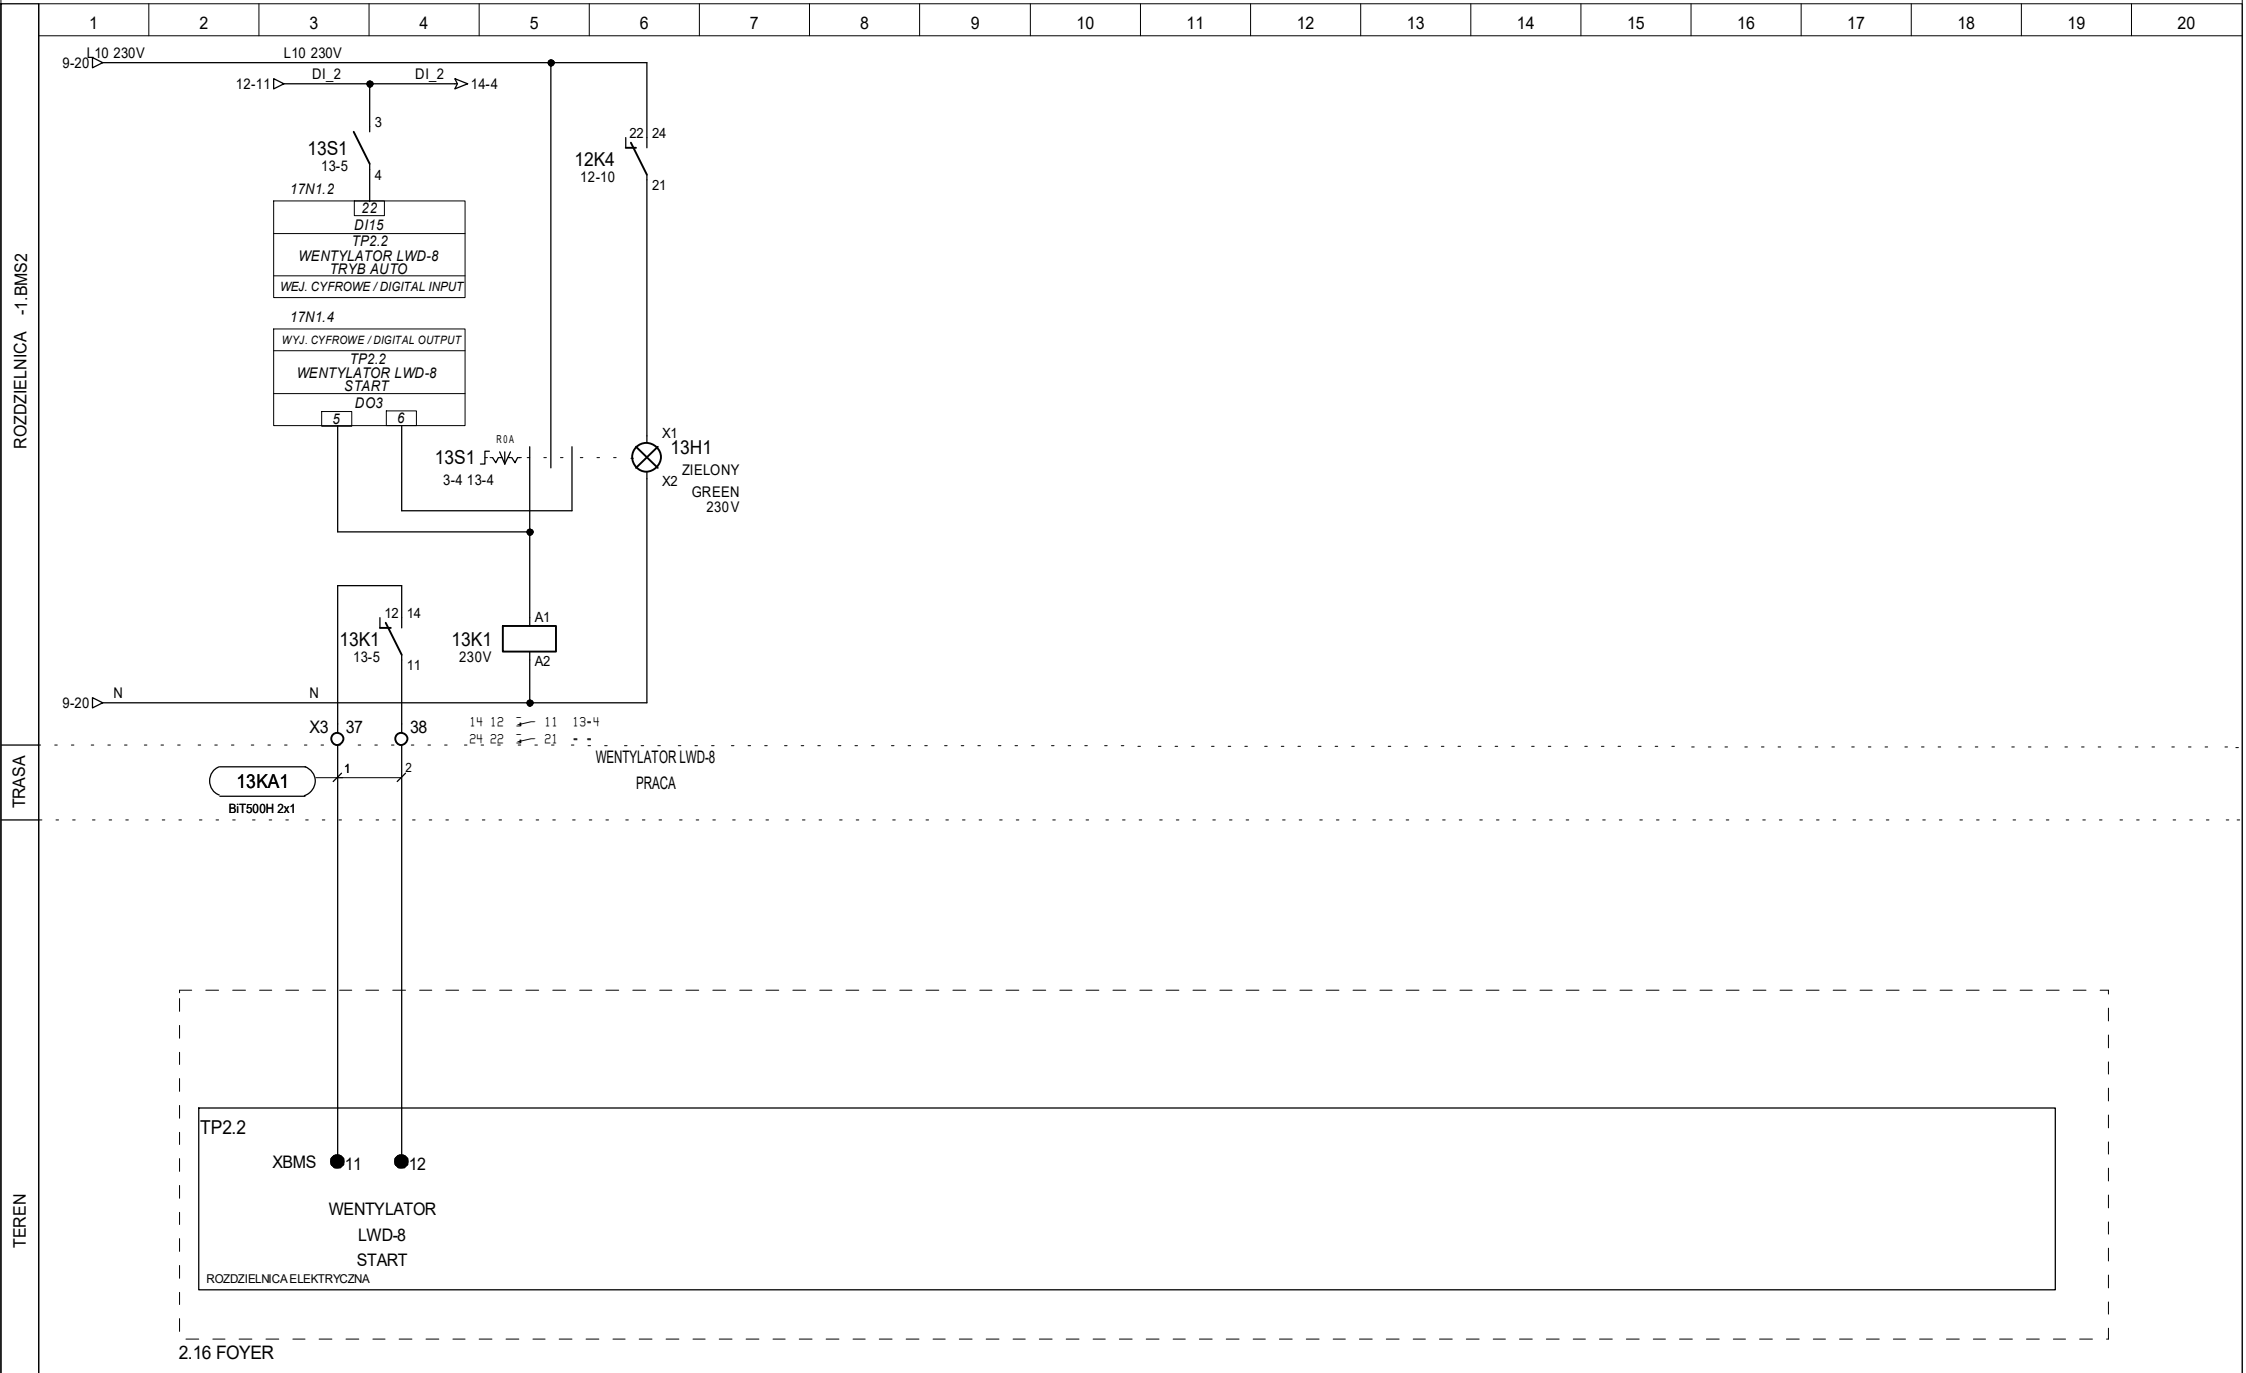 1 2 3 4 5 6 7 8 9 10 11 12 13 14 15 16 17 18 19 20
L10 230V L10 230V
9-20
DI_2 DI_2
12-11 14-4
3
13S1
13-5
4
22 24
12K4
12-10
21
17N1.2
22
DI15
TP2.2
WENTYLATOR LWD-8
TRYB AUTO
WEJ. CYFROWE / DIGITAL INPUT
17N1.4
WYJ. CYFROWE / DIGITAL OUTPUT
TP2.2
WENTYLATOR LWD-8
START
DO3
5 6
ROZDZIELNICA -1.BMS2
R0A
13S1
3-4 13-4
X1
13H1
ZIELONY
X2
GREEN
230V
12 14
13K1
13-5
11
A1
13K1
230V
A2
N N
9-20
X3 37 38
14 12 11 13-4
24 22 21 --
WENTYLATOR LWD-8
PRACA
TRASA
13KA1
1 2
BiT500H 2x1
TEREN
TP2.2
XBMS 11 12
WENTYLATOR
LWD-8
START
ROZDZIELNICA ELEKTRYCZNA
2.16 FOYER